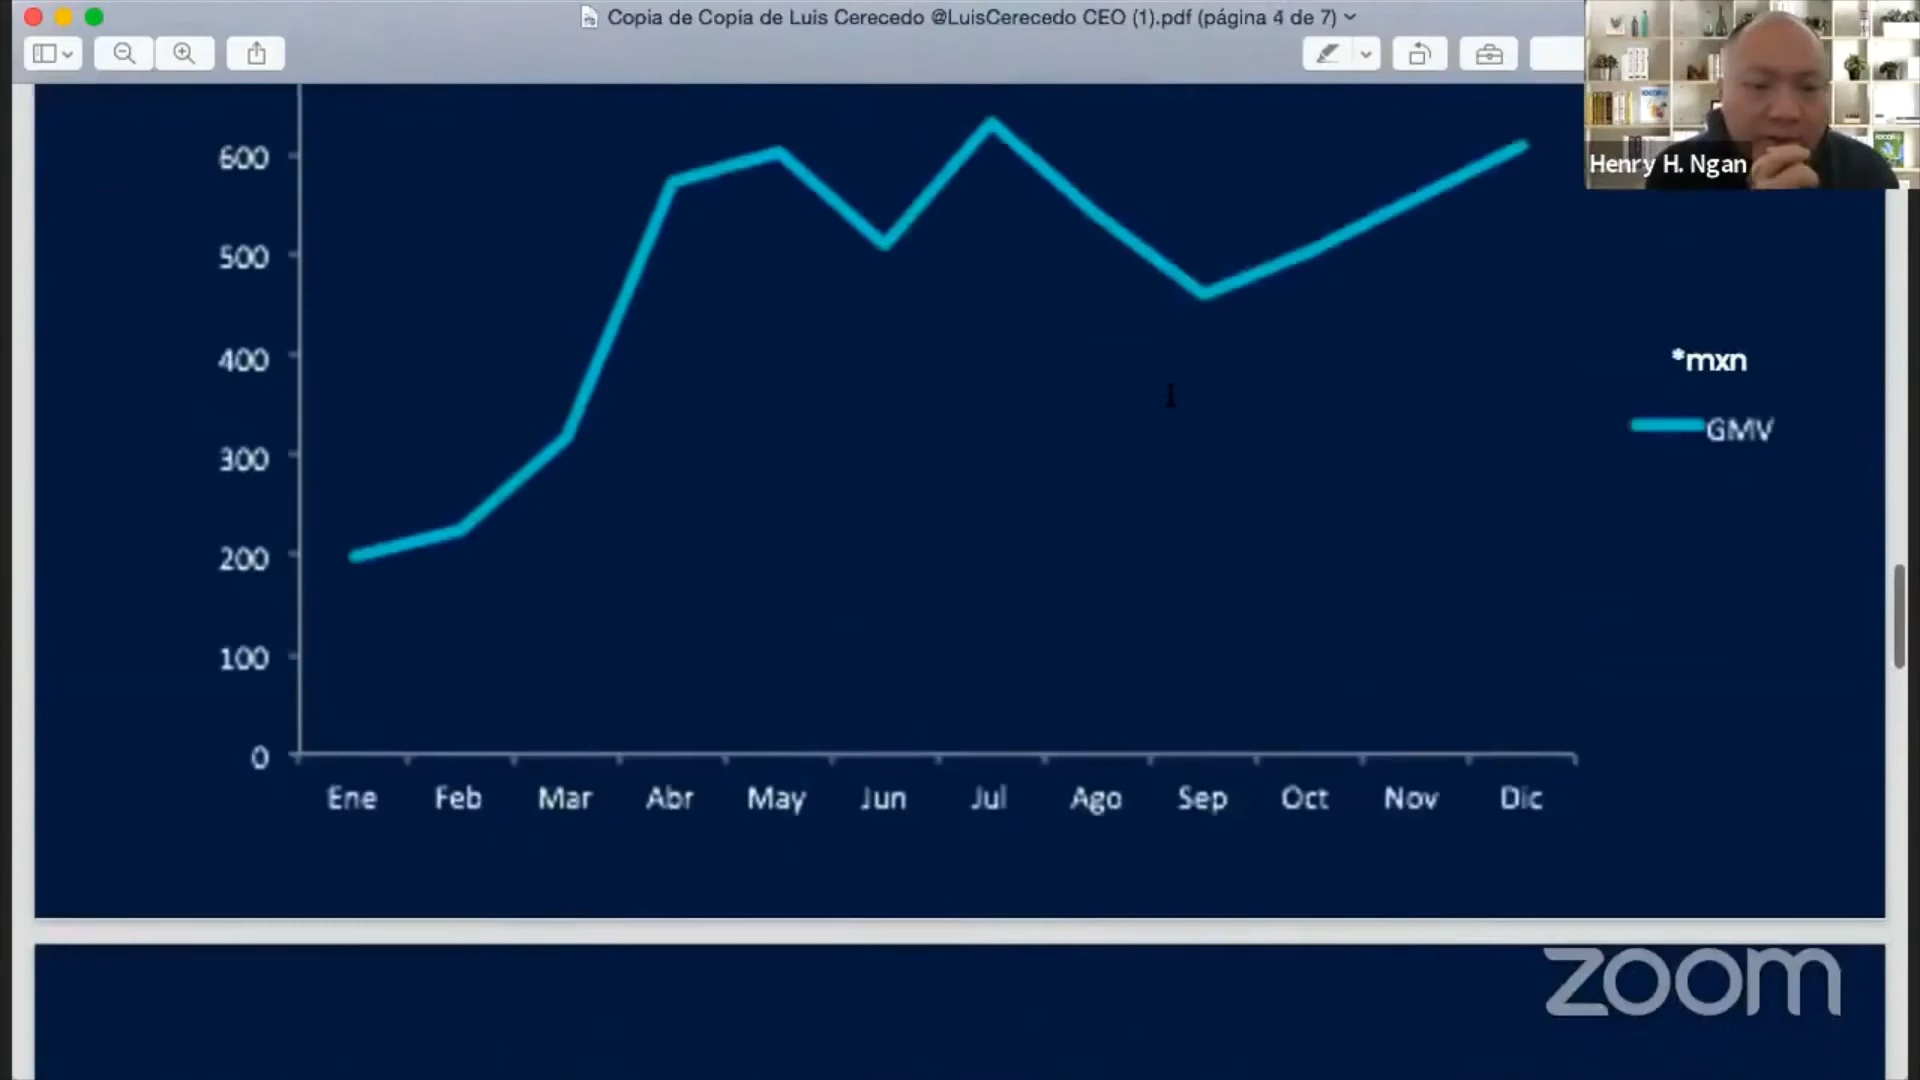 Copia de Copia de Luis Cerecedo @LuisCerecedo CEO (1).pdf (página 4 de 7)
Henry H. Ngan
600
500
400
300
200
100
0
*mxn
GMV
Ene Feb Mar Abr May Jun Jul Ago Sep Oct Nov Dic
zoom